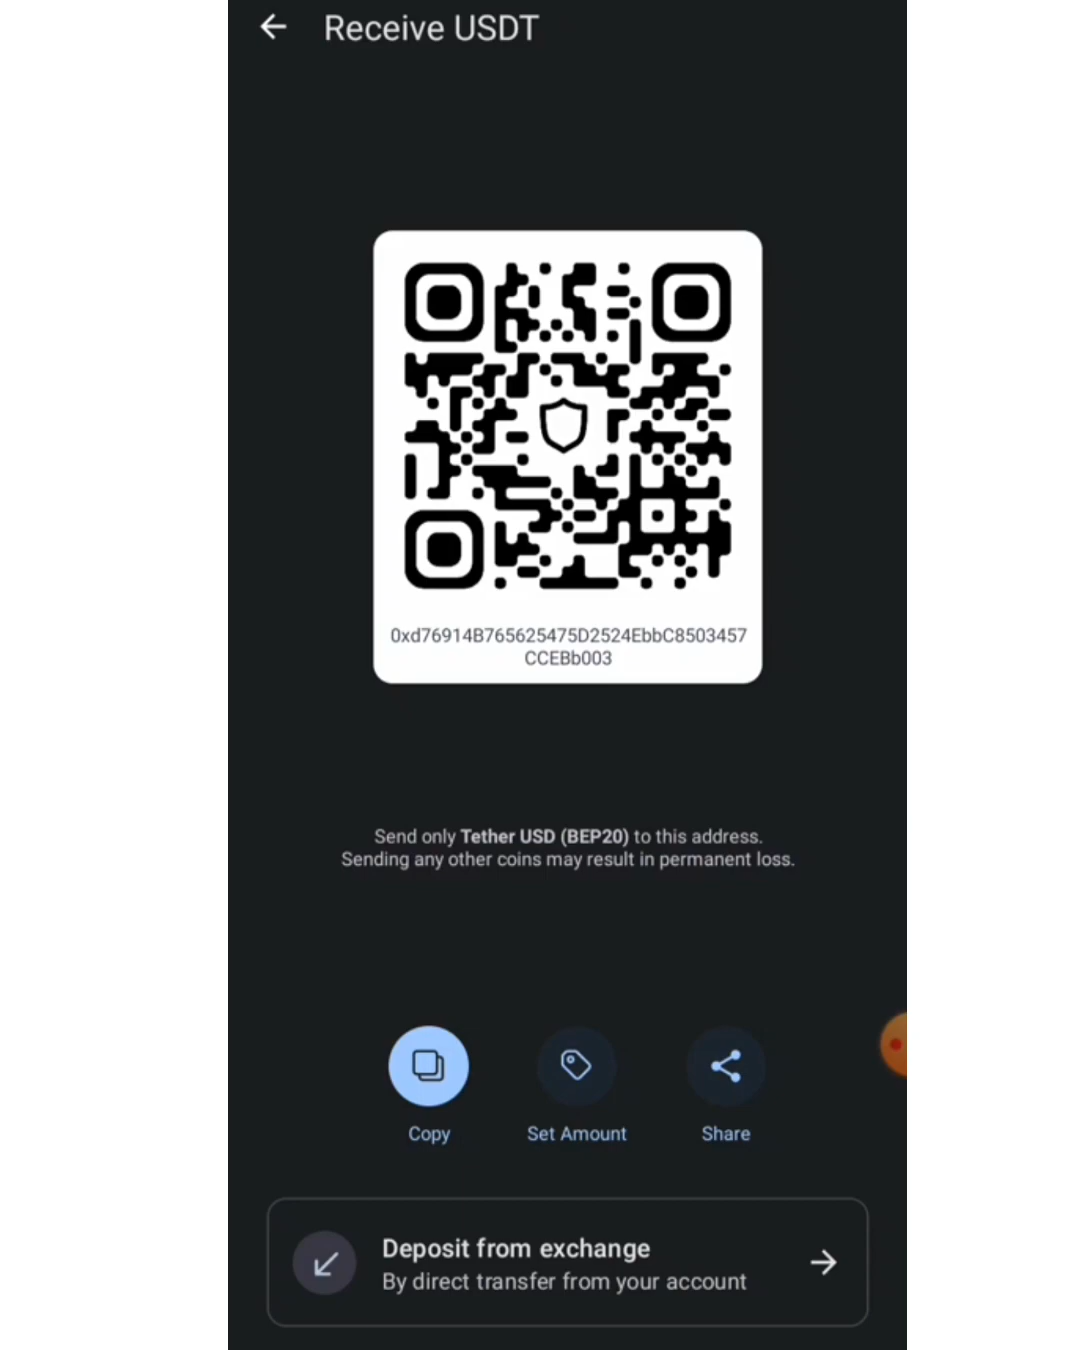 Receive USDT
0xd76914B765625475D2524EbbC8503457
CCEBb003
Send only Tether USD (BEP20) to this address.
Sending any other coins may result in permanent loss.
Copy
Set Amount
Share
Deposit from exchange
By direct transfer from your account